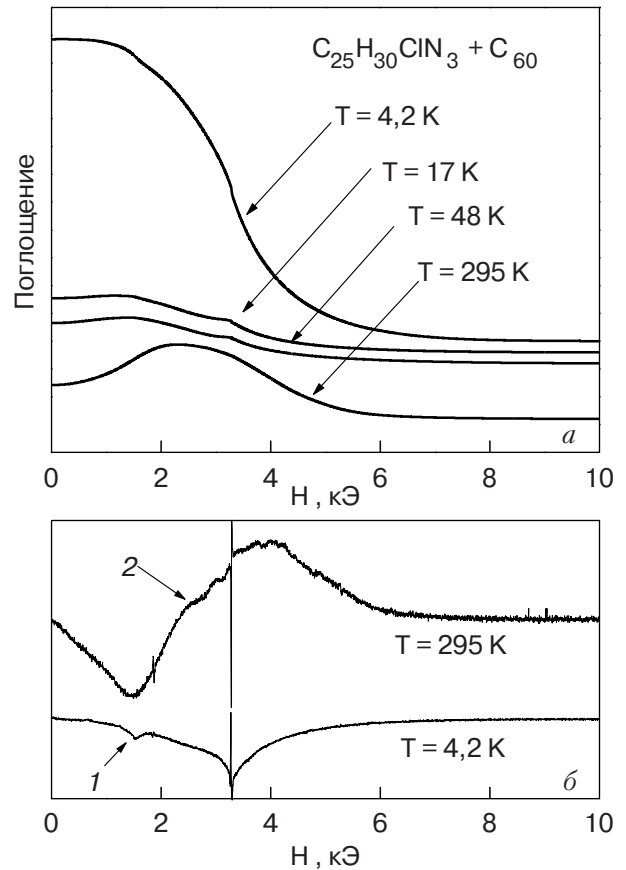 C25H30ClN3 + C60
T = 4,2 K
T = 17 K
T = 48 K
T = 295 K
Поглощение
а
0 2 4 6 8 10
H , кЭ
2
T = 295 K
T = 4,2 K
1
б
0 2 4 6 8 10
H , кЭ